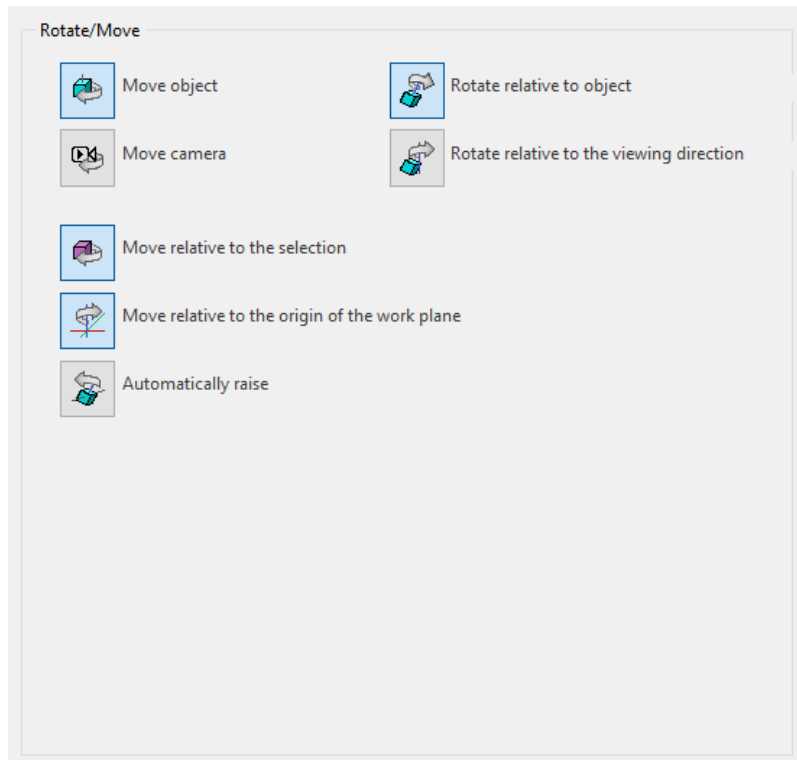 Rotate/Move
Move object
Rotate relative to object
Move camera
Rotate relative to the viewing direction
Move relative to the selection
Move relative to the origin of the work plane
Automatically raise